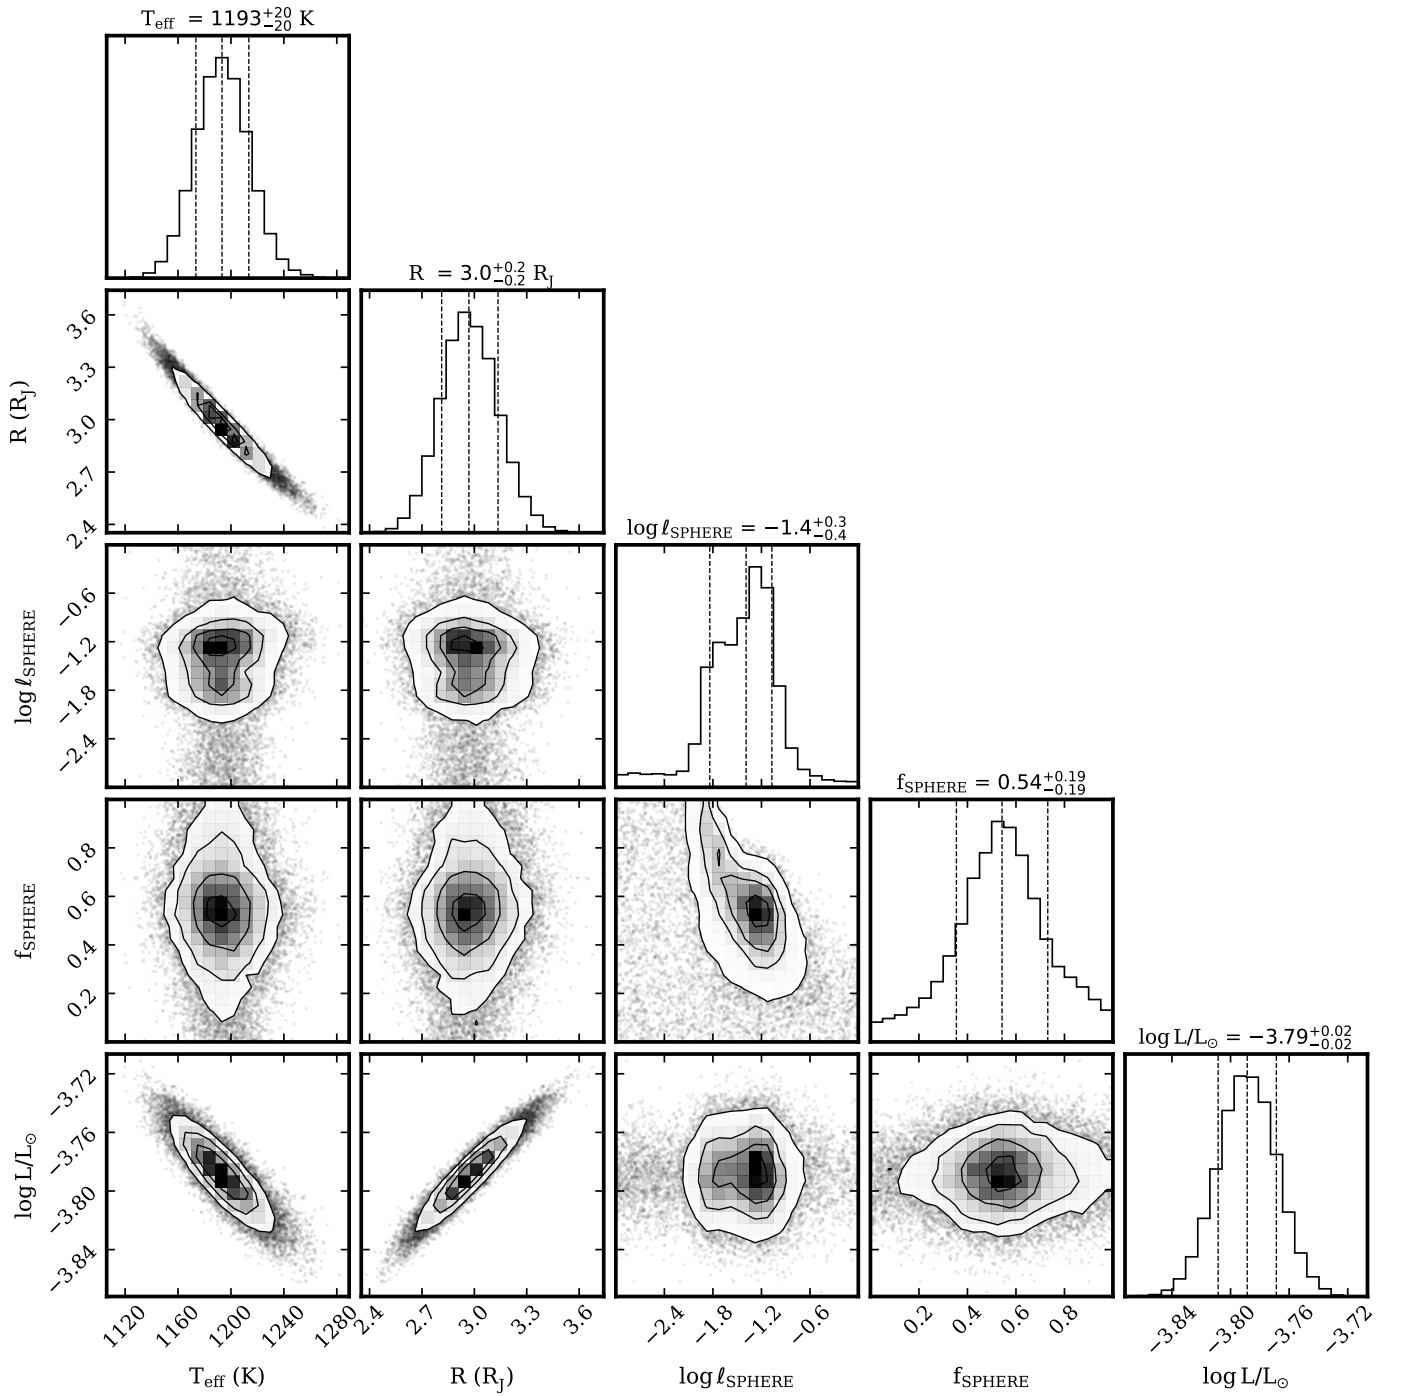 T_eff = 1193^{+20}_{-20} K
R = 3.0^{+0.2}_{-0.2} R_J
R (R_J)
3.6
3.3
3.0
2.7
2.4
log ℓ_SPHERE = −1.4^{+0.3}_{-0.4}
log ℓ_SPHERE
−0.6
−1.2
−1.8
−2.4
f_SPHERE = 0.54^{+0.19}_{-0.19}
f_SPHERE
0.8
0.6
0.4
0.2
log L/L_⊙ = −3.79^{+0.02}_{-0.02}
log L/L_⊙
−3.72
−3.76
−3.80
−3.84
1120 1160 1200 1240 1280 2.4 2.7 3.0 3.3 3.6 −2.4 −1.8 −1.2 −0.6 0.2 0.4 0.6 0.8 −3.84 −3.80 −3.76 −3.72
T_eff (K) R (R_J) log ℓ_SPHERE f_SPHERE log L/L_⊙